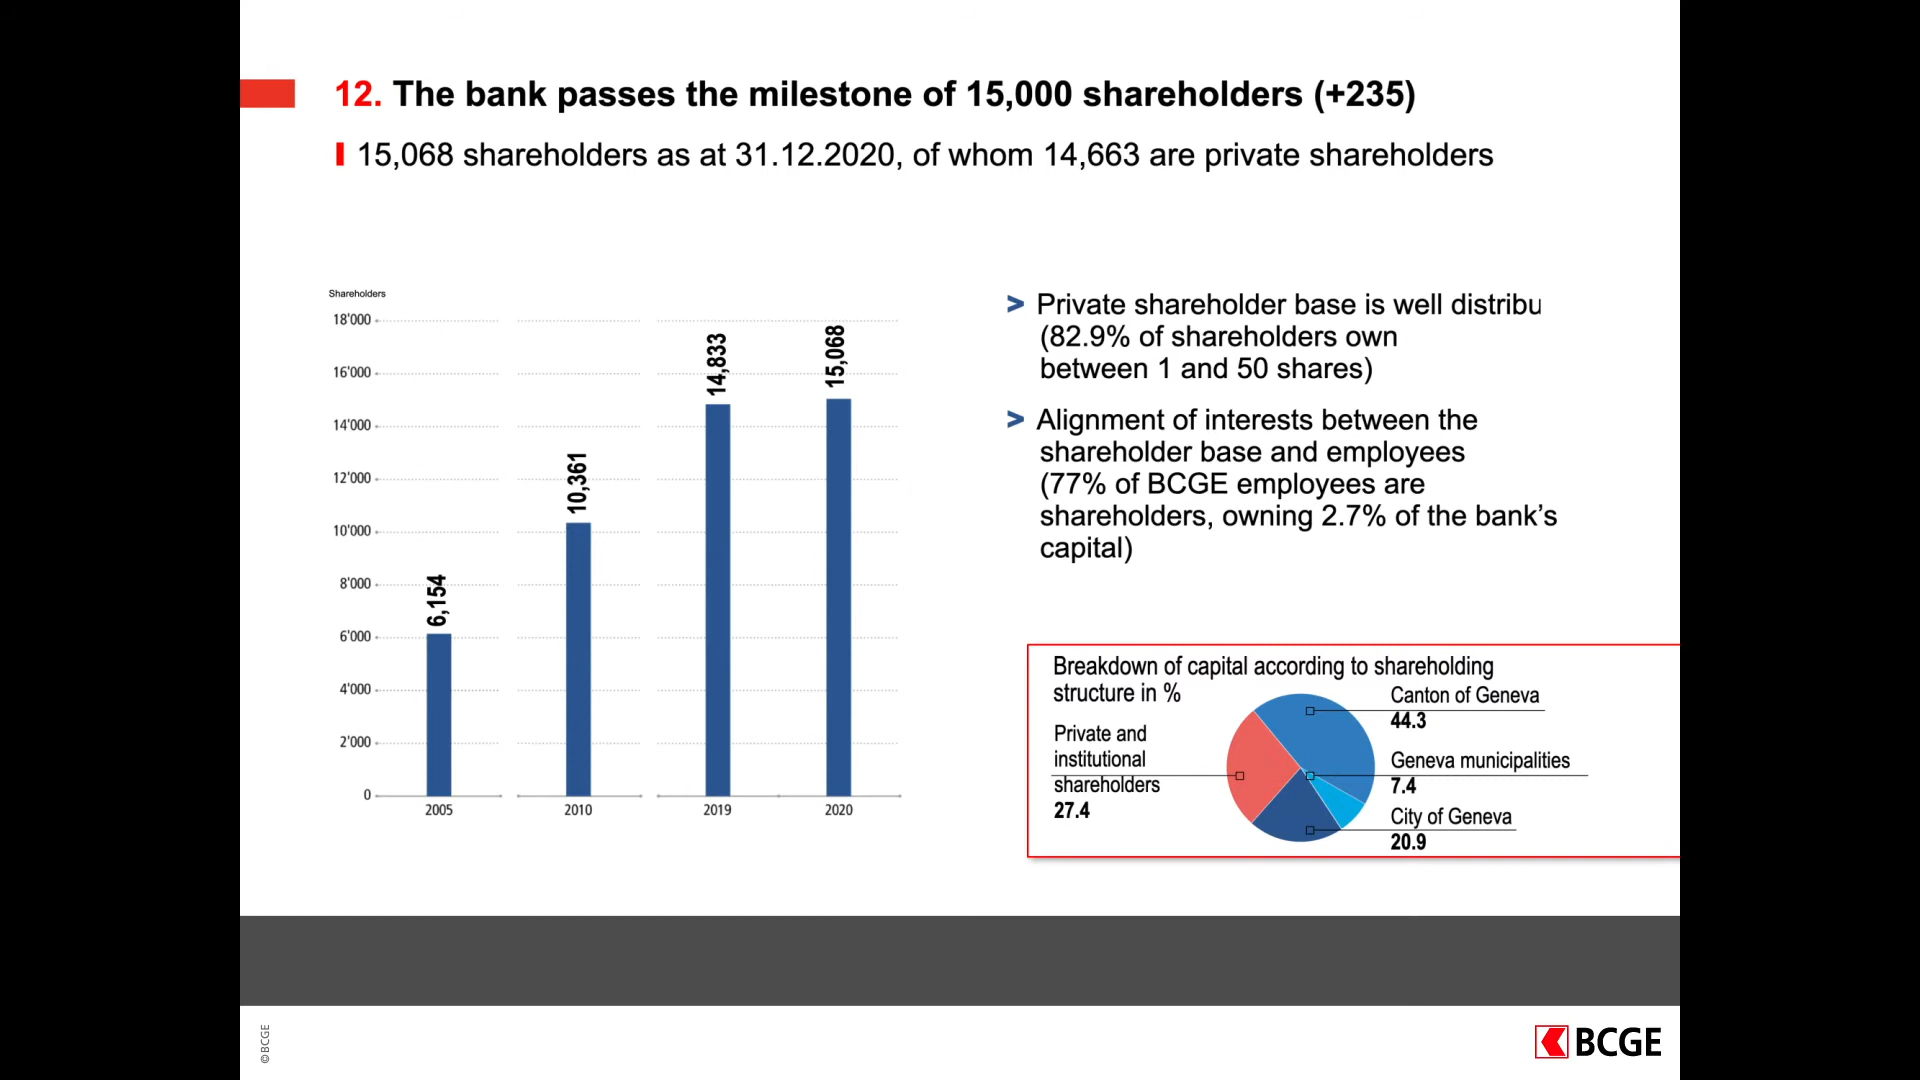 12. The bank passes the milestone of 15,000 shareholders (+235)
15,068 shareholders as at 31.12.2020, of whom 14,663 are private shareholders
Shareholders
18'000
16'000
14'000
12'000
10'000
8'000
6'000
4'000
2'000
0
6,154
10,361
14,833
15,068
2005
2010
2019
2020
> Private shareholder base is well distribu
(82.9% of shareholders own
between 1 and 50 shares)
> Alignment of interests between the
shareholder base and employees
(77% of BCGE employees are
shareholders, owning 2.7% of the bank’s
capital)
Breakdown of capital according to shareholding
structure in %
Private and
institutional
shareholders
27.4
Canton of Geneva
44.3
Geneva municipalities
7.4
City of Geneva
20.9
©BCGE
BCGE